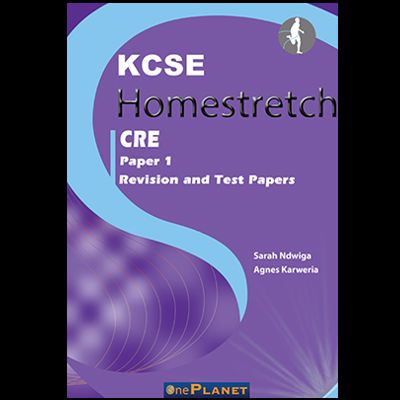 KCSE
Homestretch
CRE
Paper 1
Revision and Test Papers
Sarah Ndwiga
Agnes Karweria
OnePLANET